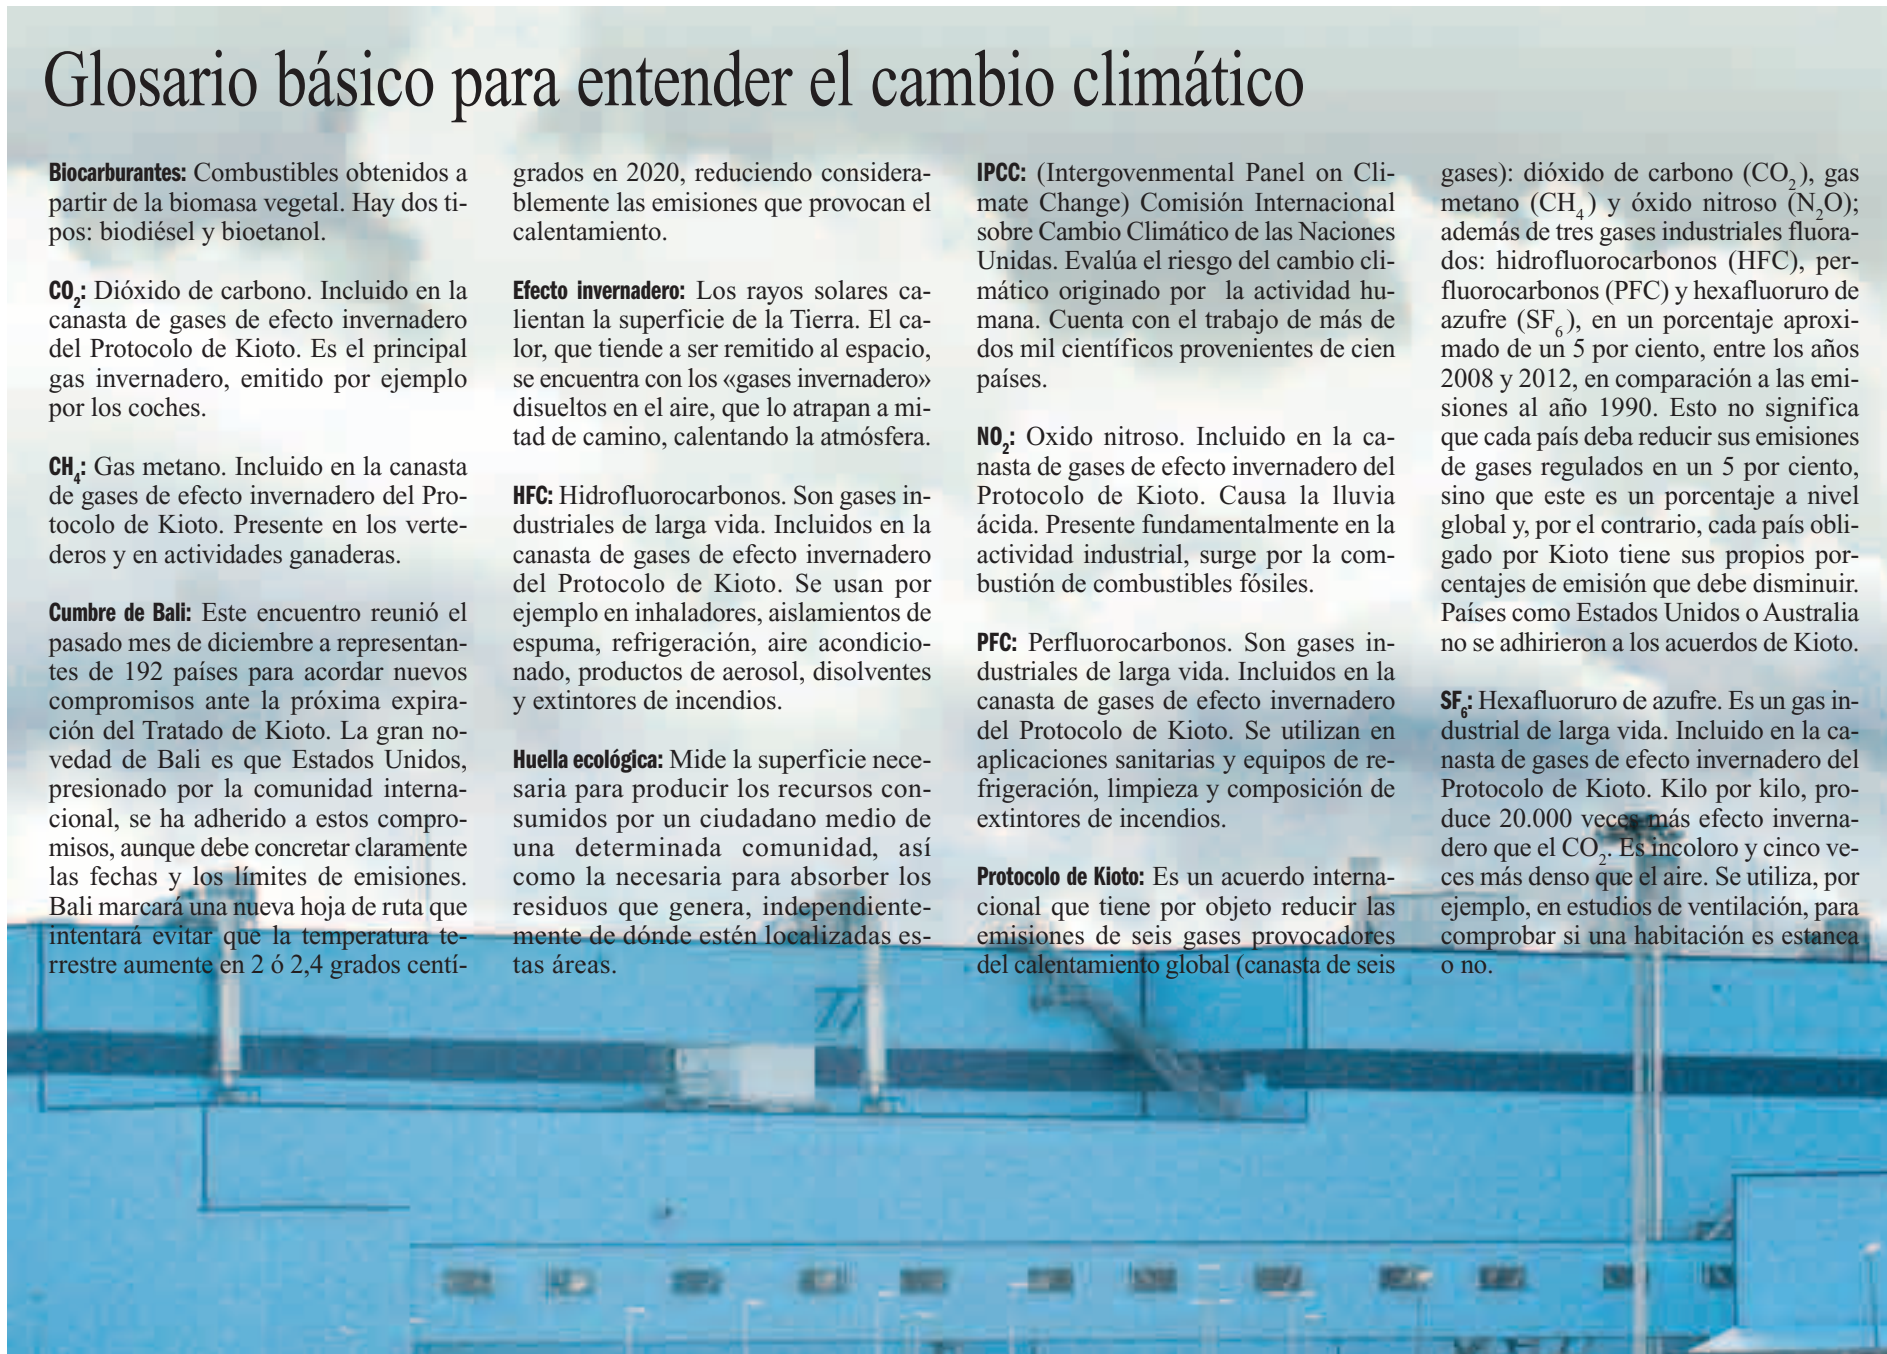 Glosario básico para entender el cambio climático
Biocarburantes: Combustibles obtenidos a
partir de la biomasa vegetal. Hay dos ti-
pos: biodiésel y bioetanol.
CO₂: Dióxido de carbono. Incluido en la
canasta de gases de efecto invernadero
del Protocolo de Kioto. Es el principal
gas invernadero, emitido por ejemplo
por los coches.
CH₄: Gas metano. Incluido en la canasta
de gases de efecto invernadero del Pro-
tocolo de Kioto. Presente en los verte-
deros y en actividades ganaderas.
Cumbre de Bali: Este encuentro reunió el
pasado mes de diciembre a representan-
tes de 192 países para acordar nuevos
compromisos ante la próxima expira-
ción del Tratado de Kioto. La gran no-
vedad de Bali es que Estados Unidos,
presionado por la comunidad interna-
cional, se ha adherido a estos compro-
misos, aunque debe concretar claramente
las fechas y los límites de emisiones.
Bali marcará una nueva hoja de ruta que
intentará evitar que la temperatura te-
rrestre aumente en 2 ó 2,4 grados centí-
grados en 2020, reduciendo considera-
blemente las emisiones que provocan el
calentamiento.
Efecto invernadero: Los rayos solares ca-
lientan la superficie de la Tierra. El ca-
lor, que tiende a ser remitido al espacio,
se encuentra con los «gases invernadero»
disueltos en el aire, que lo atrapan a mi-
tad de camino, calentando la atmósfera.
HFC: Hidrofluorocarbonos. Son gases in-
dustriales de larga vida. Incluidos en la
canasta de gases de efecto invernadero
del Protocolo de Kioto. Se usan por
ejemplo en inhaladores, aislamientos de
espuma, refrigeración, aire acondicio-
nado, productos de aerosol, disolventes
y extintores de incendios.
Huella ecológica: Mide la superficie nece-
saria para producir los recursos con-
sumidos por un ciudadano medio de
una determinada comunidad, así
como la necesaria para absorber los
residuos que genera, independiente-
mente de dónde estén localizadas es-
tas áreas.
IPCC: (Intergovenmental Panel on Cli-
mate Change) Comisión Internacional
sobre Cambio Climático de las Naciones
Unidas. Evalúa el riesgo del cambio cli-
mático originado por la actividad hu-
mana. Cuenta con el trabajo de más de
dos mil científicos provenientes de cien
países.
NO₂: Oxido nitroso. Incluido en la ca-
nasta de gases de efecto invernadero del
Protocolo de Kioto. Causa la lluvia
ácida. Presente fundamentalmente en la
actividad industrial, surge por la com-
bustión de combustibles fósiles.
PFC: Perfluorocarbonos. Son gases in-
dustriales de larga vida. Incluidos en la
canasta de gases de efecto invernadero
del Protocolo de Kioto. Se utilizan en
aplicaciones sanitarias y equipos de re-
frigeración, limpieza y composición de
extintores de incendios.
Protocolo de Kioto: Es un acuerdo interna-
cional que tiene por objeto reducir las
emisiones de seis gases provocadores
del calentamiento global (canasta de seis
gases): dióxido de carbono (CO₂), gas
metano (CH₄) y óxido nitroso (N₂O);
además de tres gases industriales fluora-
dos: hidrofluorocarbonos (HFC), per-
fluorocarbonos (PFC) y hexafluoruro de
azufre (SF₆), en un porcentaje aproxi-
mado de un 5 por ciento, entre los años
2008 y 2012, en comparación a las emi-
siones al año 1990. Esto no significa
que cada país deba reducir sus emisiones
de gases regulados en un 5 por ciento,
sino que este es un porcentaje a nivel
global y, por el contrario, cada país obli-
gado por Kioto tiene sus propios por-
centajes de emisión que debe disminuir.
Países como Estados Unidos o Australia
no se adhirieron a los acuerdos de Kioto.
SF₆: Hexafluoruro de azufre. Es un gas in-
dustrial de larga vida. Incluido en la ca-
nasta de gases de efecto invernadero del
Protocolo de Kioto. Kilo por kilo, pro-
duce 20.000 veces más efecto inverna-
dero que el CO₂. Es incoloro y cinco ve-
ces más denso que el aire. Se utiliza, por
ejemplo, en estudios de ventilación, para
comprobar si una habitación es estanca
o no.